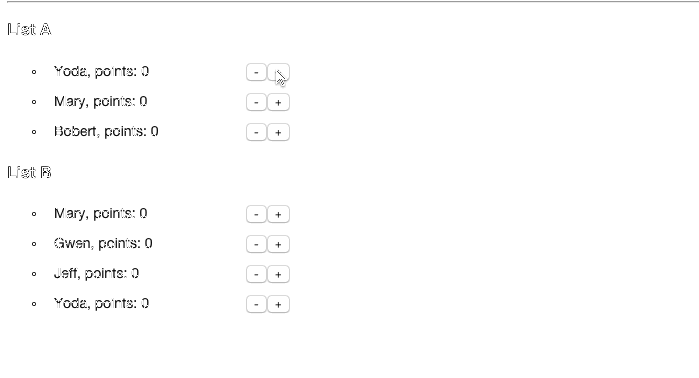 List A
Yoda, points: 0
-
Mary, points: 0
- +
Bobert, points: 0
- +
List B
Mary, points: 0
- +
Gwen, points: 0
- +
Jeff, points: 0
- +
Yoda, points: 0
- +